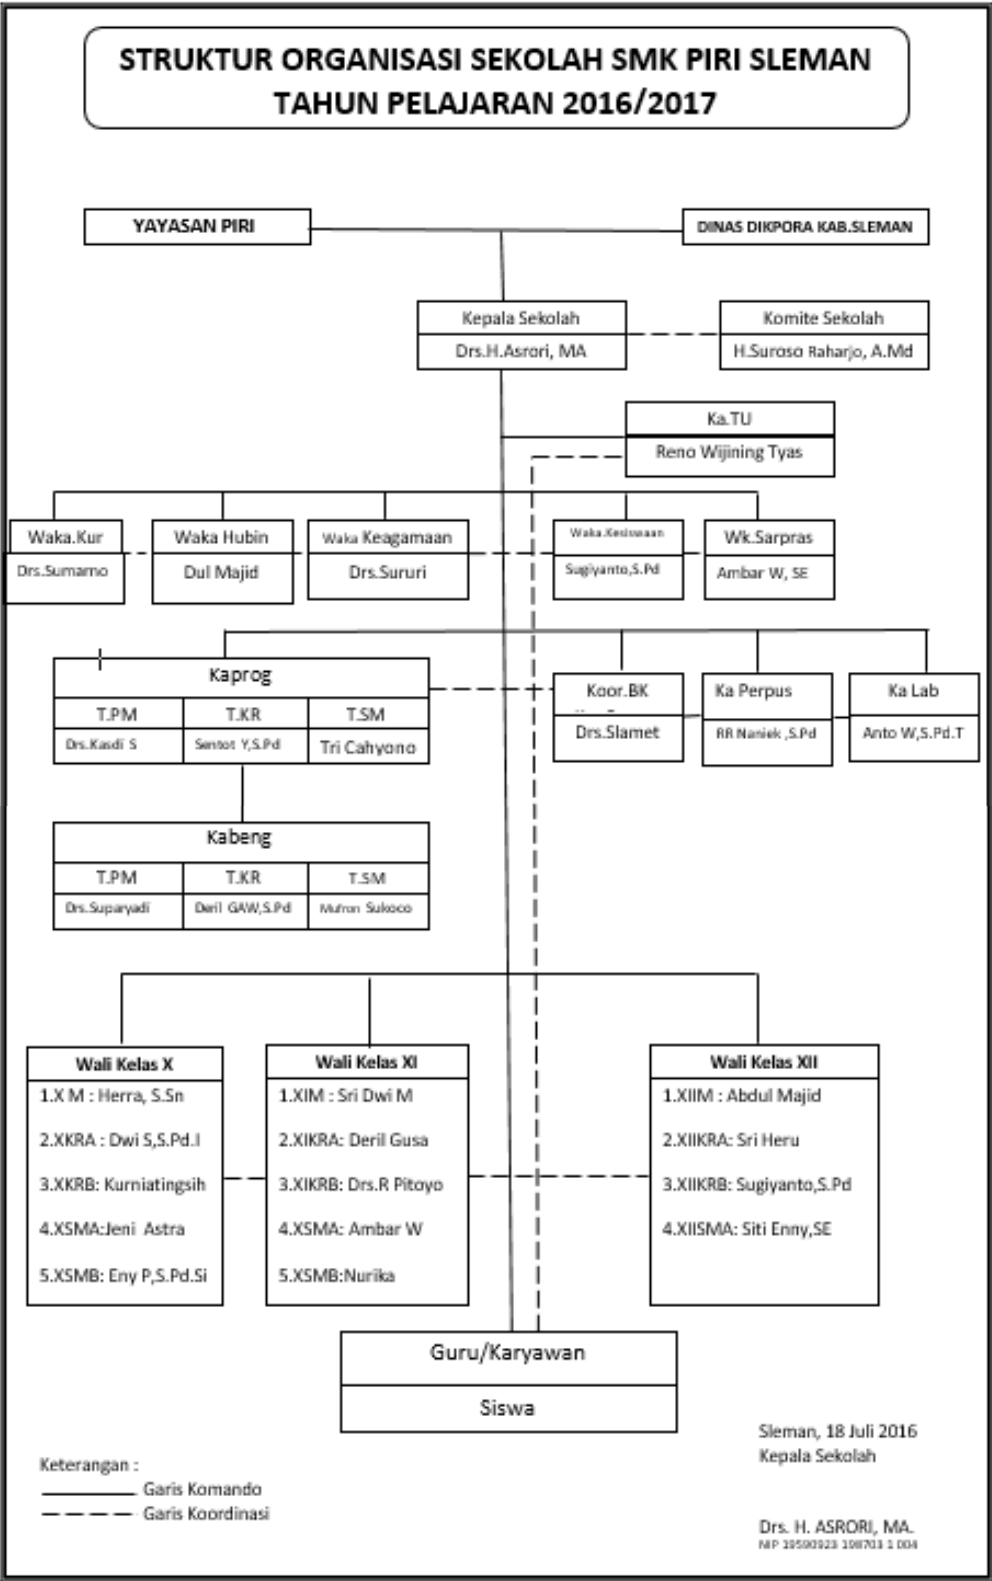 STRUKTUR ORGANISASI SEKOLAH SMK PIRI SLEMAN
TAHUN PELAJARAN 2016/2017
YAYASAN PIRI
DINAS DIKPORA KAB.SLEMAN
Kepala Sekolah
Drs.H.Asrori, MA
Komite Sekolah
H.Suroso Raharjo, A.Md
Ka.TU
Reno Wijining Tyas
Waka.Kur
Drs.Sumarno
Waka Hubin
Dul Majid
Waka Keagamaan
Drs.Sururi
Waka.Kesiswaan
Sugiyanto,S.Pd
Wk.Sarpras
Ambar W, SE
Kaprog
T.PM T.KR T.SM
Drs.Kasdi S Sentot Y,S.Pd Tri Cahyono
Koor.BK
Drs.Slamet
Ka Perpus
RR Naniek ,S.Pd
Ka Lab
Anto W,S.Pd.T
Kabeng
T.PM T.KR T.SM
Drs.Suparyadi Deril GAW,S.Pd Mufron Sukoco
Wali Kelas X
1.X M : Herra, S.Sn
2.XKRA : Dwi S,S.Pd.I
3.XKRB: Kurniatingsih
4.XSMA:Jeni Astra
5.XSMB: Eny P,S.Pd.Si
Wali Kelas XI
1.XIM : Sri Dwi M
2.XIKRA: Deril Gusa
3.XIKRB: Drs.R Pitoyo
4.XSMA: Ambar W
5.XSMB:Nurika
Wali Kelas XII
1.XIIM : Abdul Majid
2.XIIKRA: Sri Heru
3.XIIKRB: Sugiyanto,S.Pd
4.XIISMA: Siti Enny,SE
Guru/Karyawan
Siswa
Sleman, 18 Juli 2016
Kepala Sekolah
Drs. H. ASRORI, MA.
NIP 19590923 198703 1 004
Keterangan :
Garis Komando
Garis Koordinasi